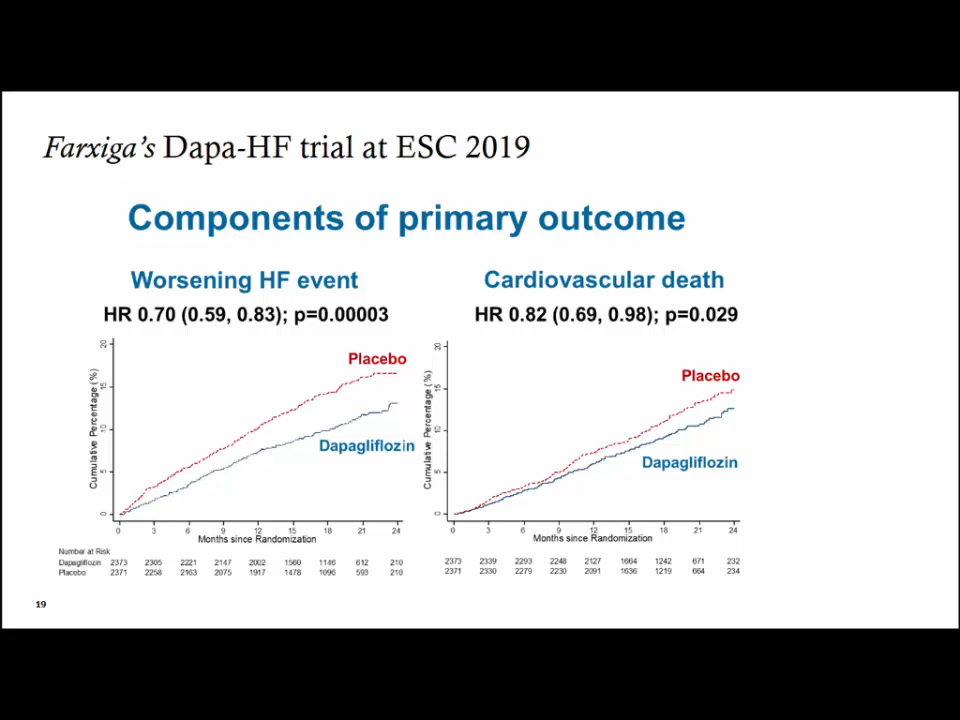 Farxiga's Dapa-HF trial at ESC 2019
Components of primary outcome
Worsening HF event
HR 0.70 (0.59, 0.83); p=0.00003
Cumulative Percentage (%)
20
15
10
5
0
Placebo
Dapagliflozin
0 3 6 9 12 15 18 21 24
Months since Randomization
Number at Risk
Dapagliflozin 2373 2305 2221 2147 2002 1560 1146 612 210
Placebo 2371 2258 2163 2075 1917 1478 1096 593 210
Cardiovascular death
HR 0.82 (0.69, 0.98); p=0.029
Cumulative Percentage (%)
20
15
10
5
0
Placebo
Dapagliflozin
0 3 6 9 12 15 18 21 24
Months since Randomization
2373 2339 2293 2248 2127 1664 1242 671 232
2371 2330 2279 2230 2091 1636 1219 664 234
19